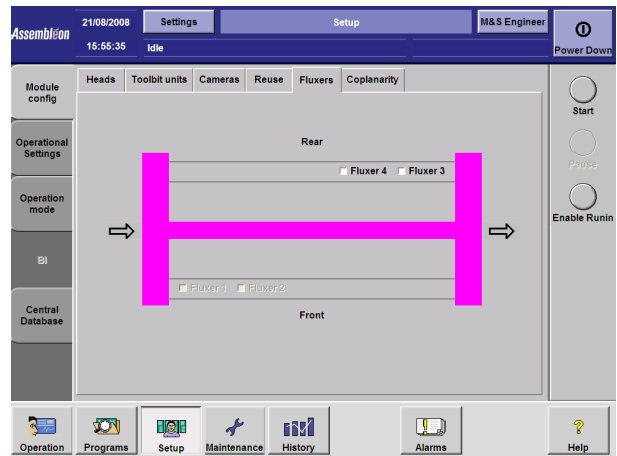 Assembléon
21/08/2008
Settings
Setup
M&S Engineer
15:55:35
Idle
Power Down
Module
config
Heads
Toolbit units
Cameras
Reuse
Fluxers
Coplanarity
Operational
Settings
Operation
mode
BI
Central
Database
Rear
Fluxer 4
Fluxer 3
Fluxer 1
Fluxer 2
Front
Start
Pause
Enable Runin
Operation
Programs
Setup
Maintenance
History
Alarms
Help